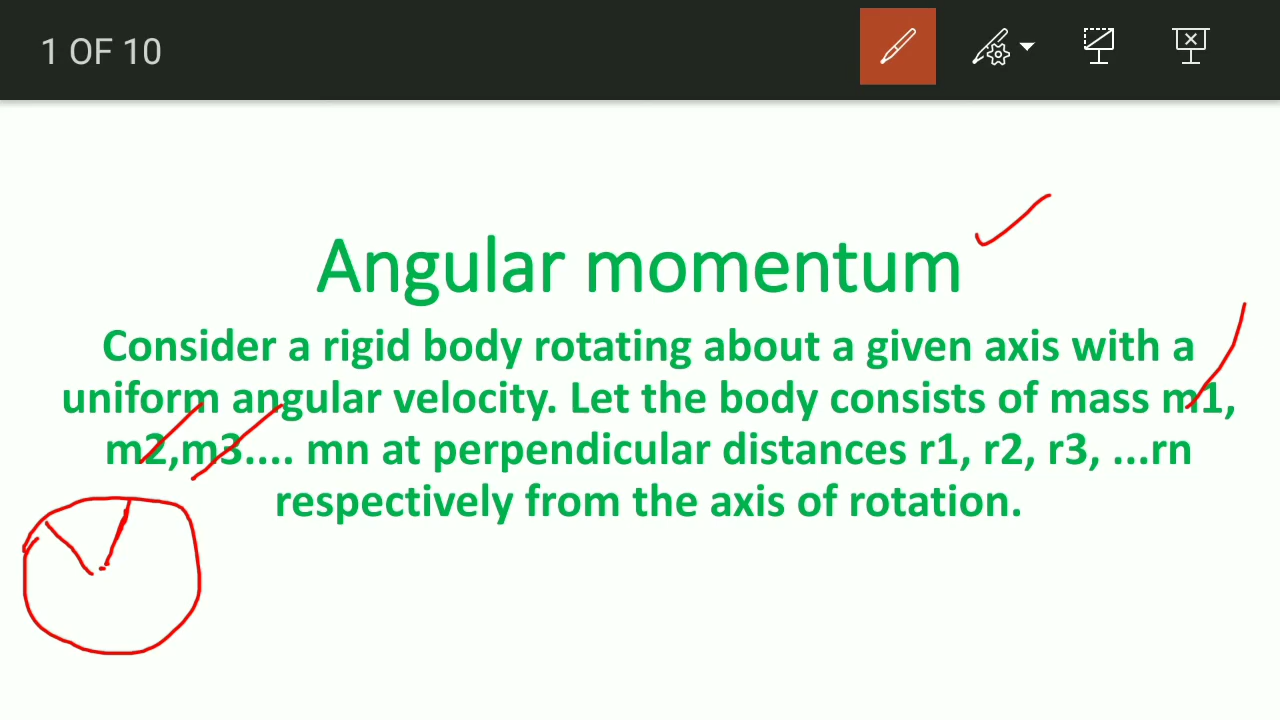 1 OF 10
Angular momentum
Consider a rigid body rotating about a given axis with a
uniform angular velocity. Let the body consists of mass m1,
m2,m3.... mn at perpendicular distances r1, r2, r3, ...rn
respectively from the axis of rotation.